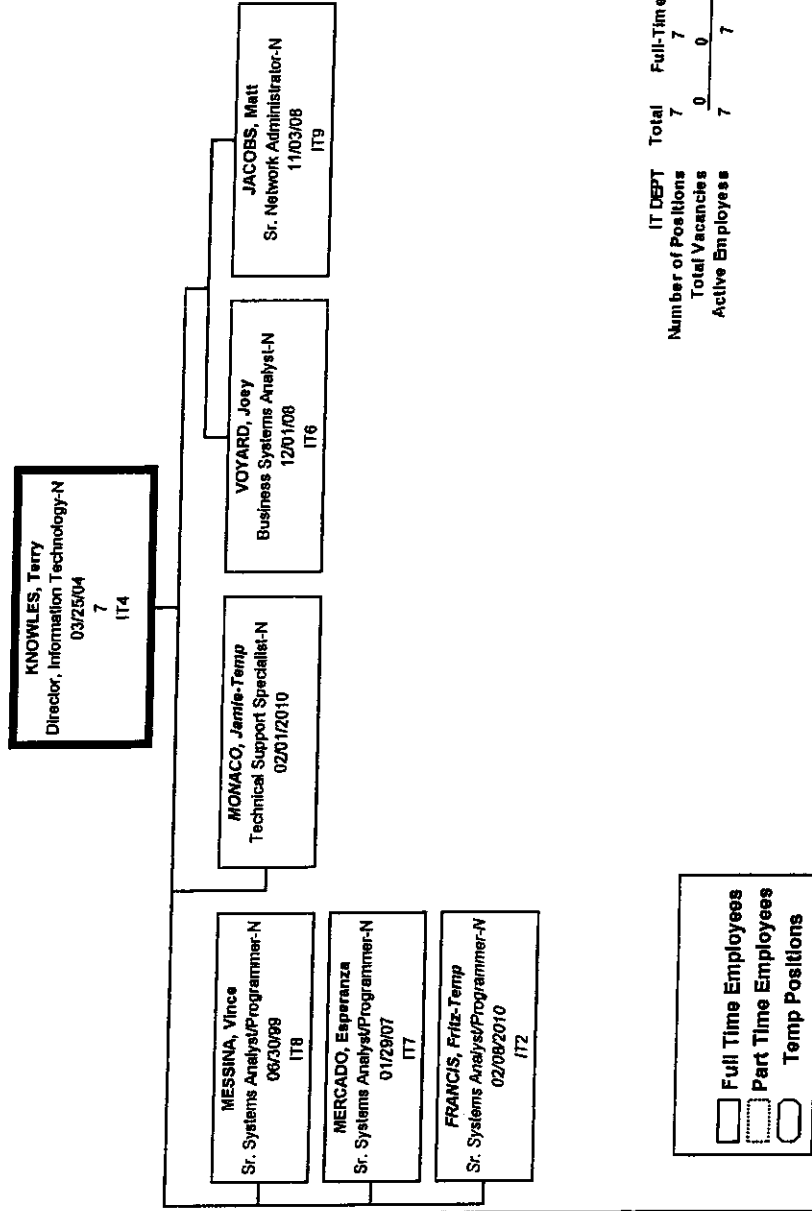 KNOWLES, Terry
Director, Information Technology-N
03/25/04
7
IT4
MESSINA, Vince
Sr. Systems Analyst/Programmer-N
06/30/99
IT8
MERCADO, Esperanza
Sr. Systems Analyst/Programmer-N
01/29/07
IT7
FRANCIS, Fritz-Temp
Sr. Systems Analyst/Programmer-N
02/08/2010
IT2
MONACO, Jamie-Temp
Technical Support Specialist-N
02/01/2010
VOYARD, Joey
Business Systems Analyst-N
12/01/08
IT6
JACOBS, Matt
Sr. Network Administrator-N
11/03/08
IT9
Full Time Employees
Part Time Employees
Temp Positions
IT DEPT Total Full-Time
Number of Positions 7 7
Total Vacancies 0 0
Active Employess 7 7